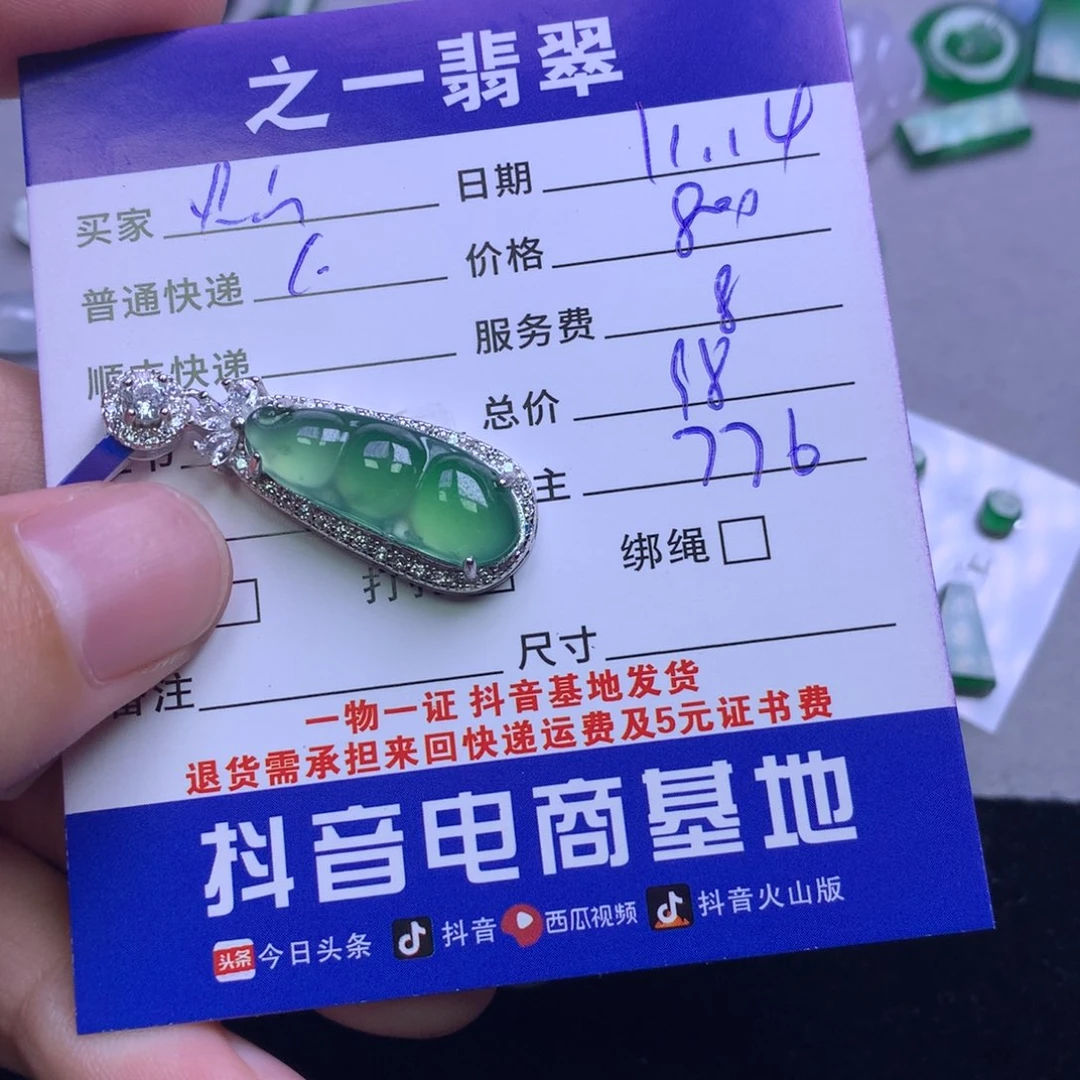 之一翡翠
买家 日期 11.14
普通快递 价格 800
顺丰快递 服务费 8
总价 18
主 776
绑绳
尺寸
备注
一物一证 抖音基地发货
退货需承担来回快递运费及5元证书费
抖音电商基地
头条 今日头条 抖音 西瓜视频 抖音火山版